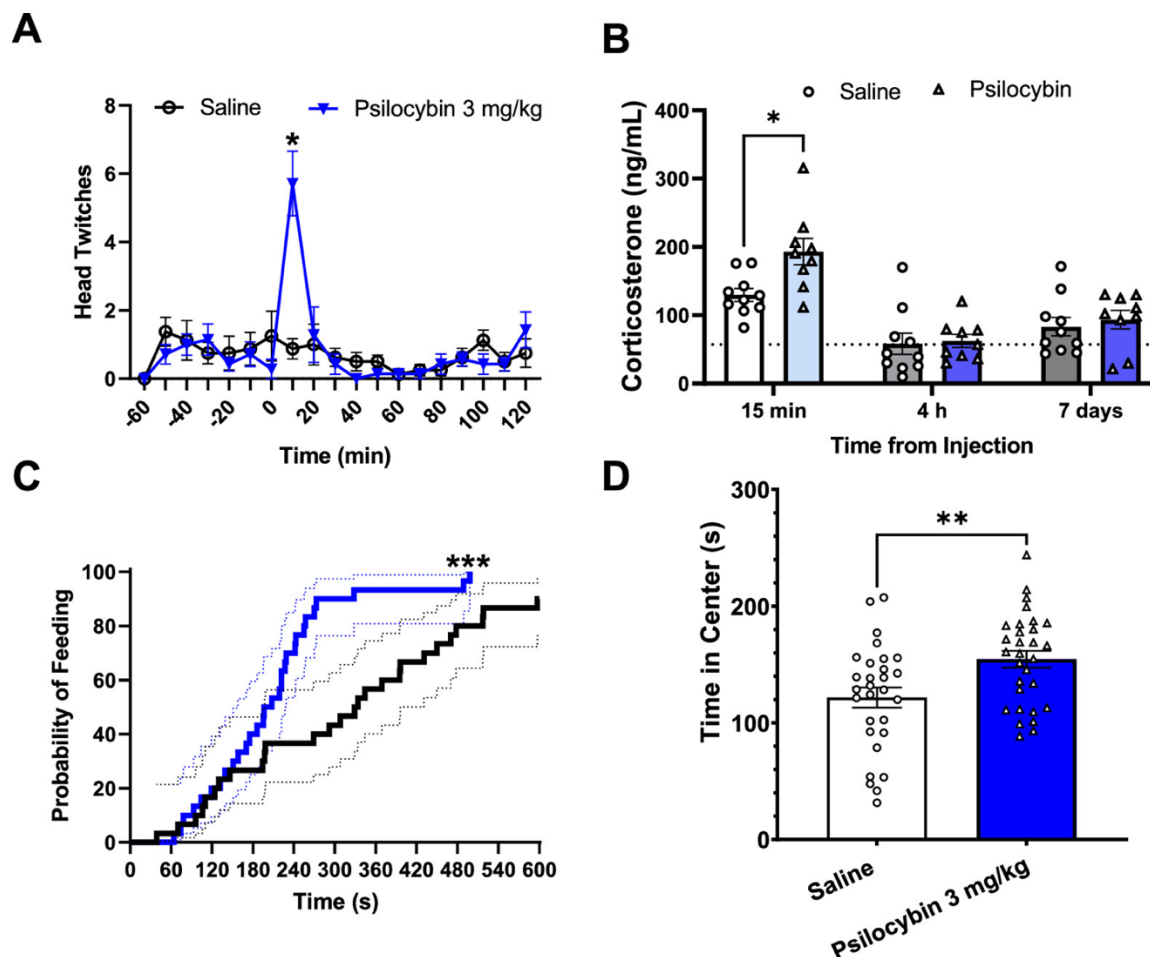 A
Saline
Psilocybin 3 mg/kg
*
Head Twitches
8
6
4
2
0
-60
-40
-20
0
20
40
60
80
100
120
Time (min)
B
Saline
Psilocybin
*
Corticosterone (ng/mL)
400
300
200
100
0
15 min
4 h
7 days
Time from Injection
C
***
Probability of Feeding
100
80
60
40
20
0
0
60
120
180
240
300
360
420
480
540
600
Time (s)
D
**
Time in Center (s)
300
200
100
0
Saline
Psilocybin 3 mg/kg